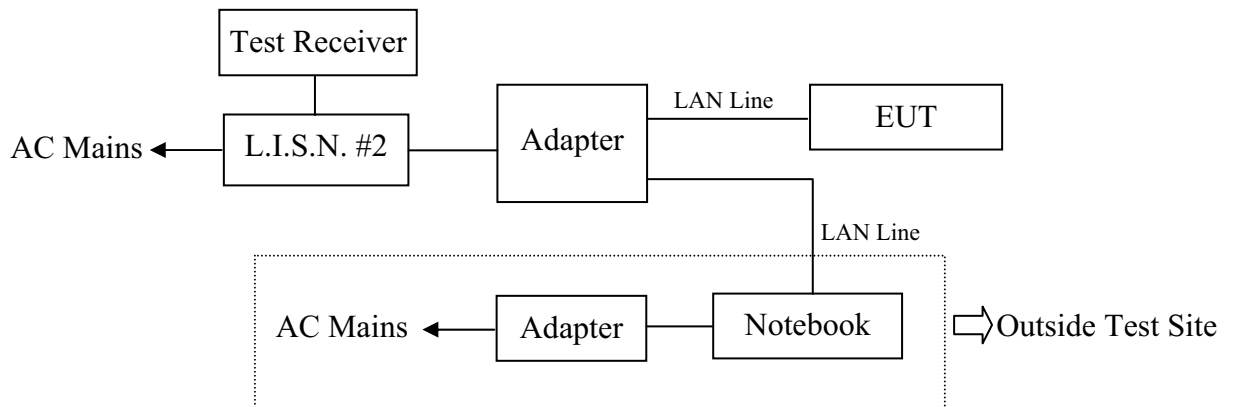 Test Receiver
LAN Line
EUT
Adapter
AC Mains
L.I.S.N. #2
LAN Line
AC Mains
Adapter
Notebook
Outside Test Site